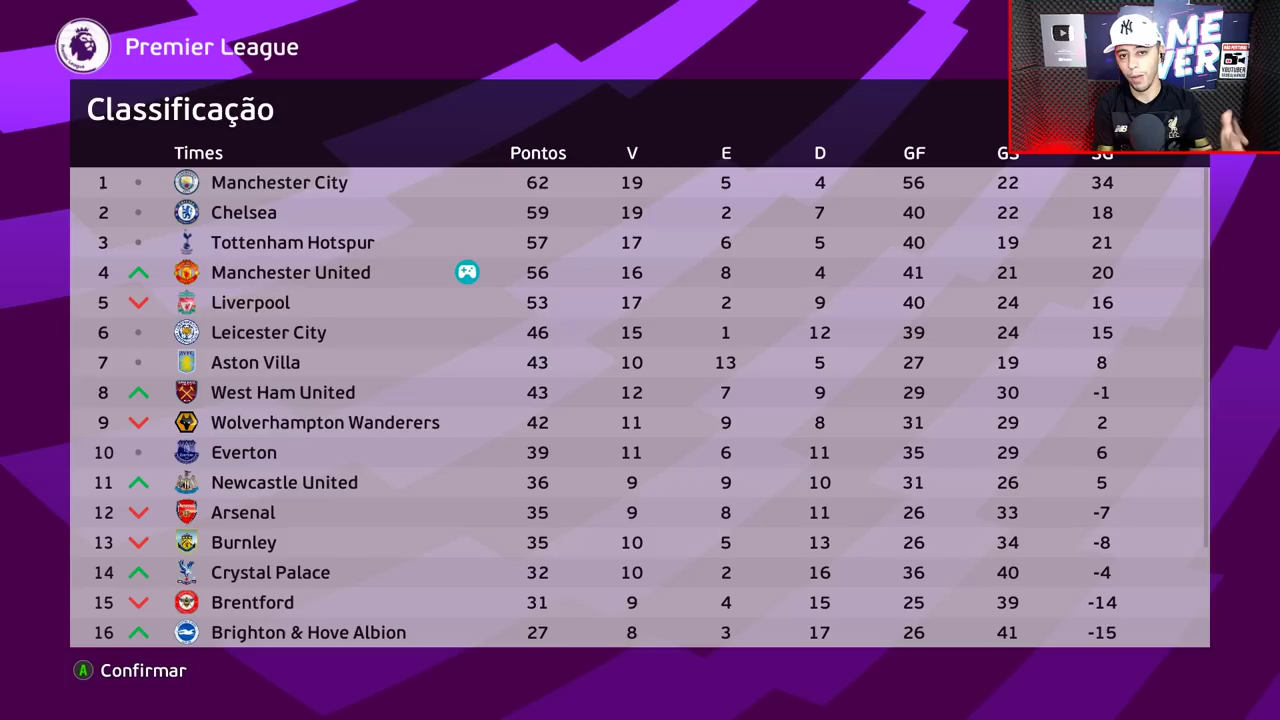 Premier League
Classificação
Times Pontos V E D GF GS SG
1 Manchester City 62 19 5 4 56 22 34
2 Chelsea 59 19 2 7 40 22 18
3 Tottenham Hotspur 57 17 6 5 40 19 21
4 Manchester United 56 16 8 4 41 21 20
5 Liverpool 53 17 2 9 40 24 16
6 Leicester City 46 15 1 12 39 24 15
7 Aston Villa 43 10 13 5 27 19 8
8 West Ham United 43 12 7 9 29 30 -1
9 Wolverhampton Wanderers 42 11 9 8 31 29 2
10 Everton 39 11 6 11 35 29 6
11 Newcastle United 36 9 9 10 31 26 5
12 Arsenal 35 9 8 11 26 33 -7
13 Burnley 35 10 5 13 26 34 -8
14 Crystal Palace 32 10 2 16 36 40 -4
15 Brentford 31 9 4 15 25 39 -14
16 Brighton & Hove Albion 27 8 3 17 26 41 -15
A Confirmar